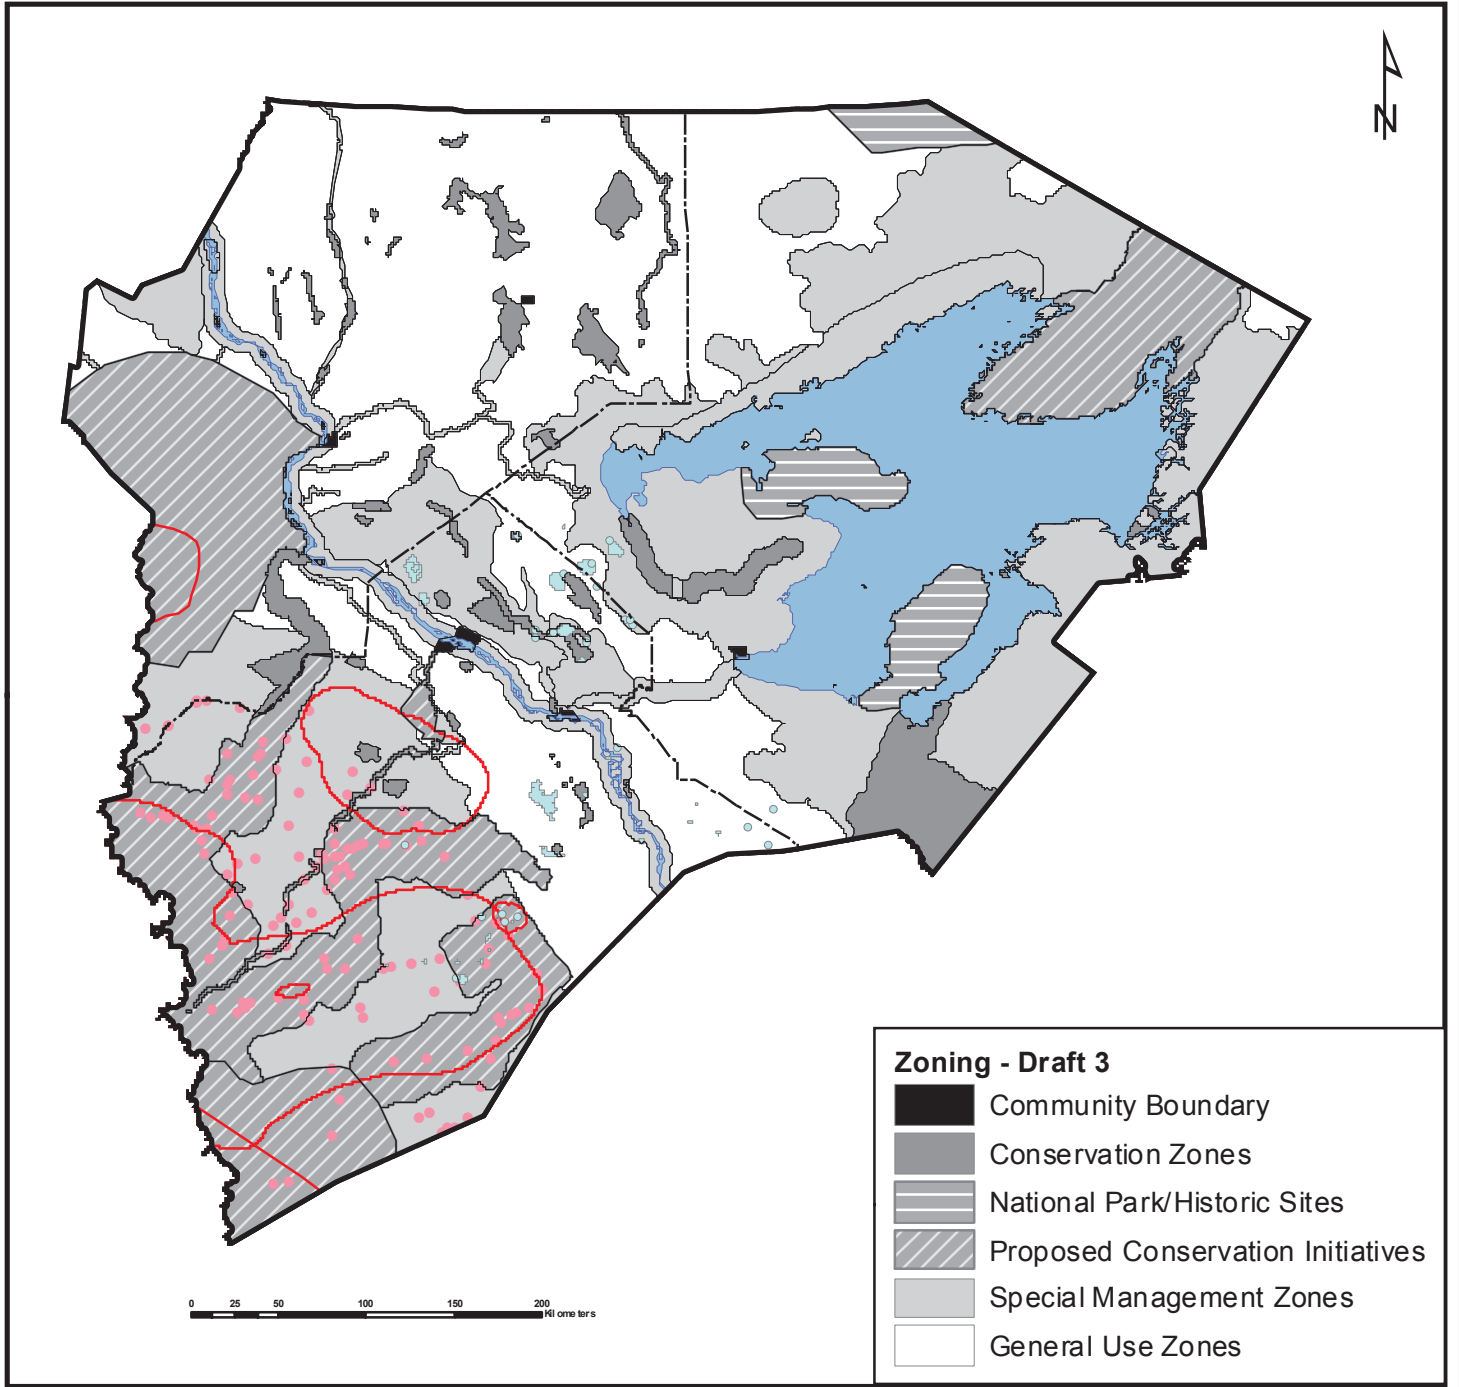 N
Zoning - Draft 3
Community Boundary
Conservation Zones
National Park/Historic Sites
Proposed Conservation Initiatives
Special Management Zones
General Use Zones
0 25 50 100 150 200
Kilometers